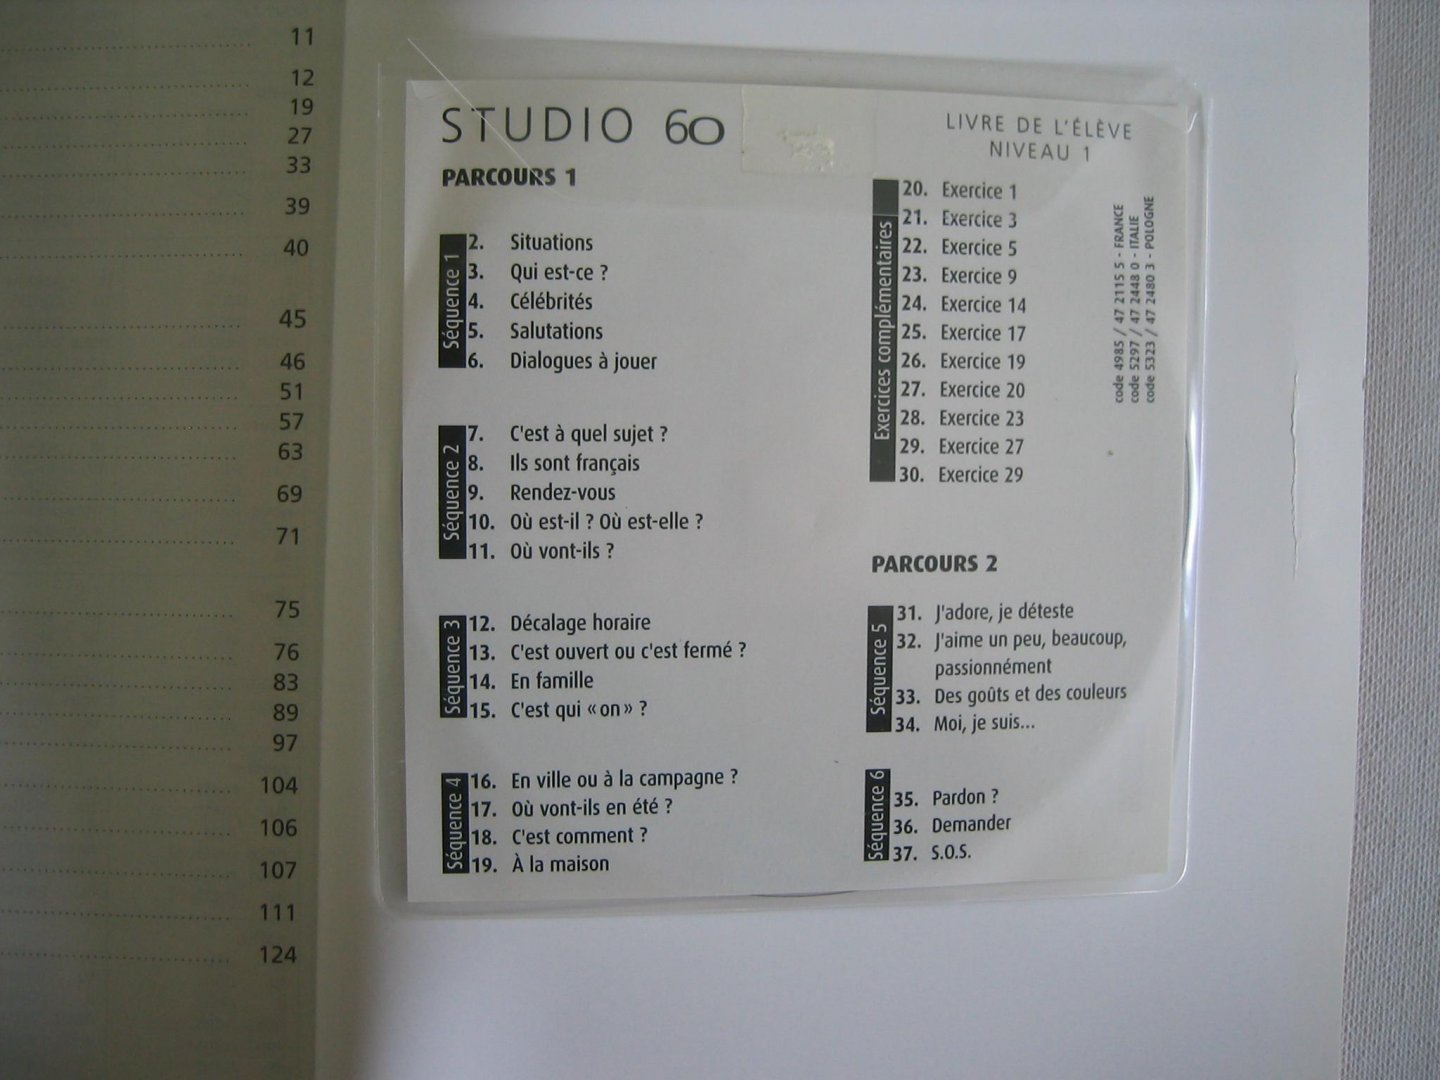 11
12
19
27
33
39
40
45
46
51
57
63
69
71
75
76
83
89
97
104
106
107
111
124
STUDIO 60
LIVRE DE L'ÉLÈVE
NIVEAU 1
PARCOURS 1
Séquence 1
2. Situations
3. Qui est-ce ?
4. Célébrités
5. Salutations
6. Dialogues à jouer
Séquence 2
7. C'est à quel sujet ?
8. Ils sont français
9. Rendez-vous
10. Où est-il ? Où est-elle ?
11. Où vont-ils ?
Séquence 3
12. Décalage horaire
13. C'est ouvert ou c'est fermé ?
14. En famille
15. C'est qui « on » ?
Séquence 4
16. En ville ou à la campagne ?
17. Où vont-ils en été ?
18. C'est comment ?
19. À la maison
Exercices complémentaires
20. Exercice 1
21. Exercice 3
22. Exercice 5
23. Exercice 9
24. Exercice 14
25. Exercice 17
26. Exercice 19
27. Exercice 20
28. Exercice 23
29. Exercice 27
30. Exercice 29
PARCOURS 2
Séquence 5
31. J'adore, je déteste
32. J'aime un peu, beaucoup,
passionnément
33. Des goûts et des couleurs
34. Moi, je suis...
Séquence 6
35. Pardon ?
36. Demander
37. S.O.S.
code 4985 / 47 2115 5 - FRANCE
code 5297 / 47 2448 0 - ITALIE
code 5323 / 47 2480 3 - POLOGNE